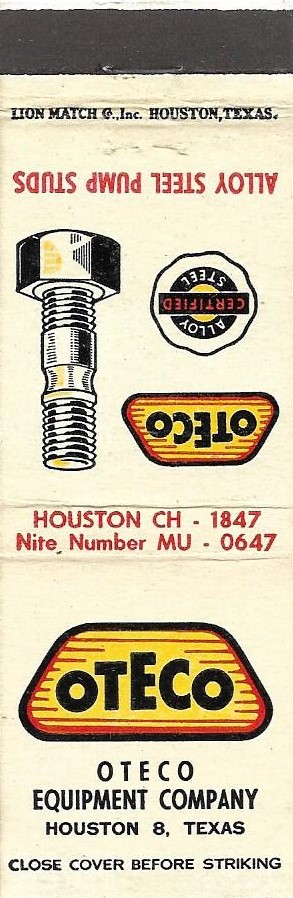 LION MATCH Co., Inc. HOUSTON, TEXAS.
ALLOY STEEL PUMP STUDS
ALLOY
CERTIFIED
STEEL
OTECO
HOUSTON CH - 1847
Nite Number MU - 0647
OTECO
OTECO
EQUIPMENT COMPANY
HOUSTON 8, TEXAS
CLOSE COVER BEFORE STRIKING